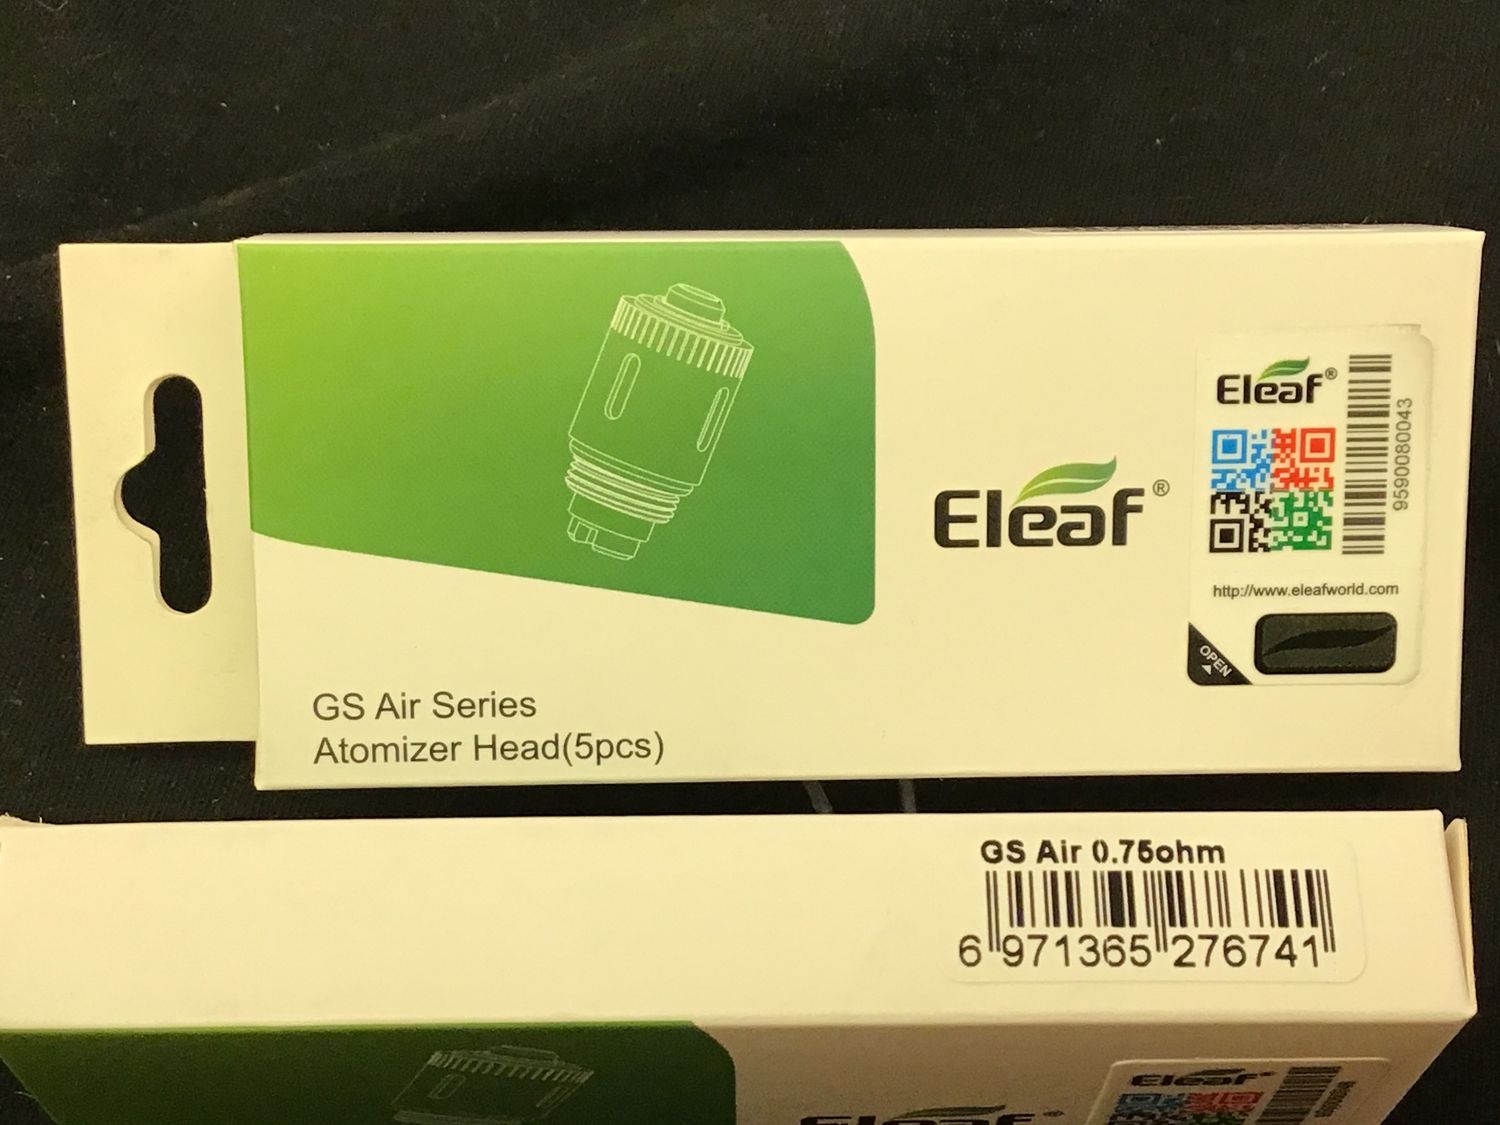 Eleaf®
Eleaf®
9590080043
http://www.eleafworld.com
OPEN
GS Air Series
Atomizer Head(5pcs)
GS Air 0.75ohm
6 971365 276741
Eleaf®
Eleaf®